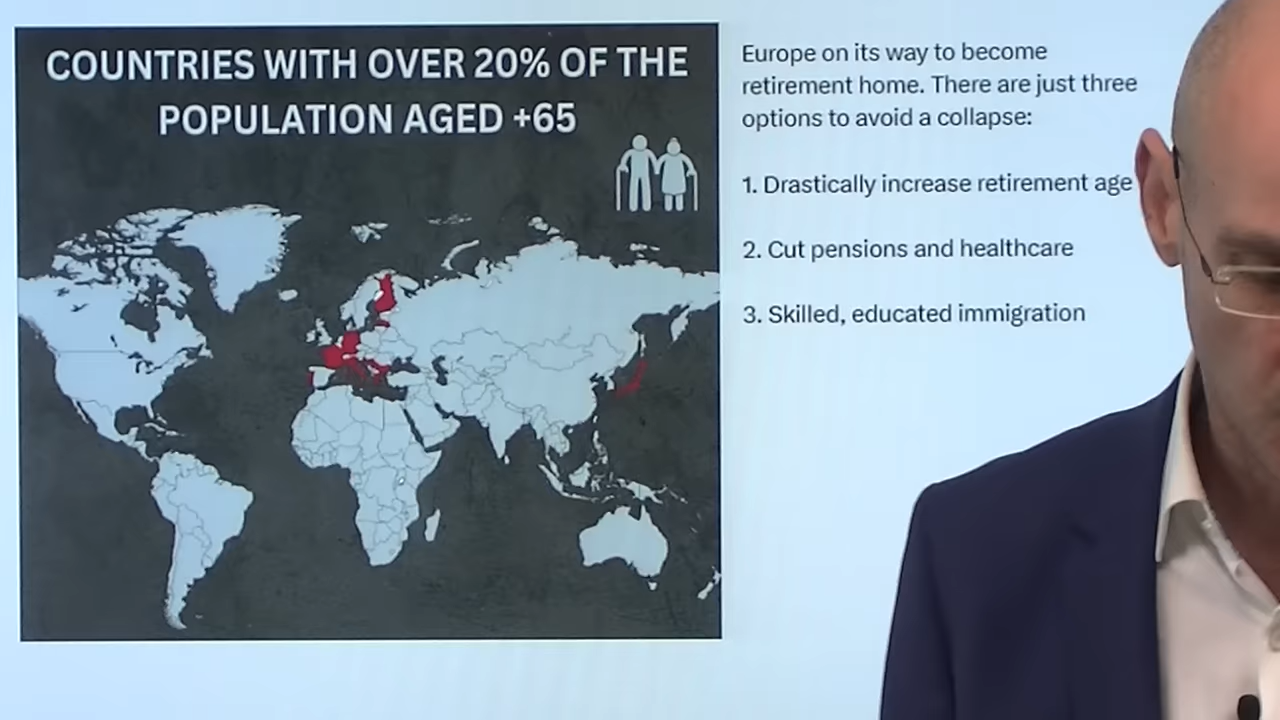 COUNTRIES WITH OVER 20% OF THE
POPULATION AGED +65
Europe on its way to become
retirement home. There are just three
options to avoid a collapse:
1. Drastically increase retirement age
2. Cut pensions and healthcare
3. Skilled, educated immigration